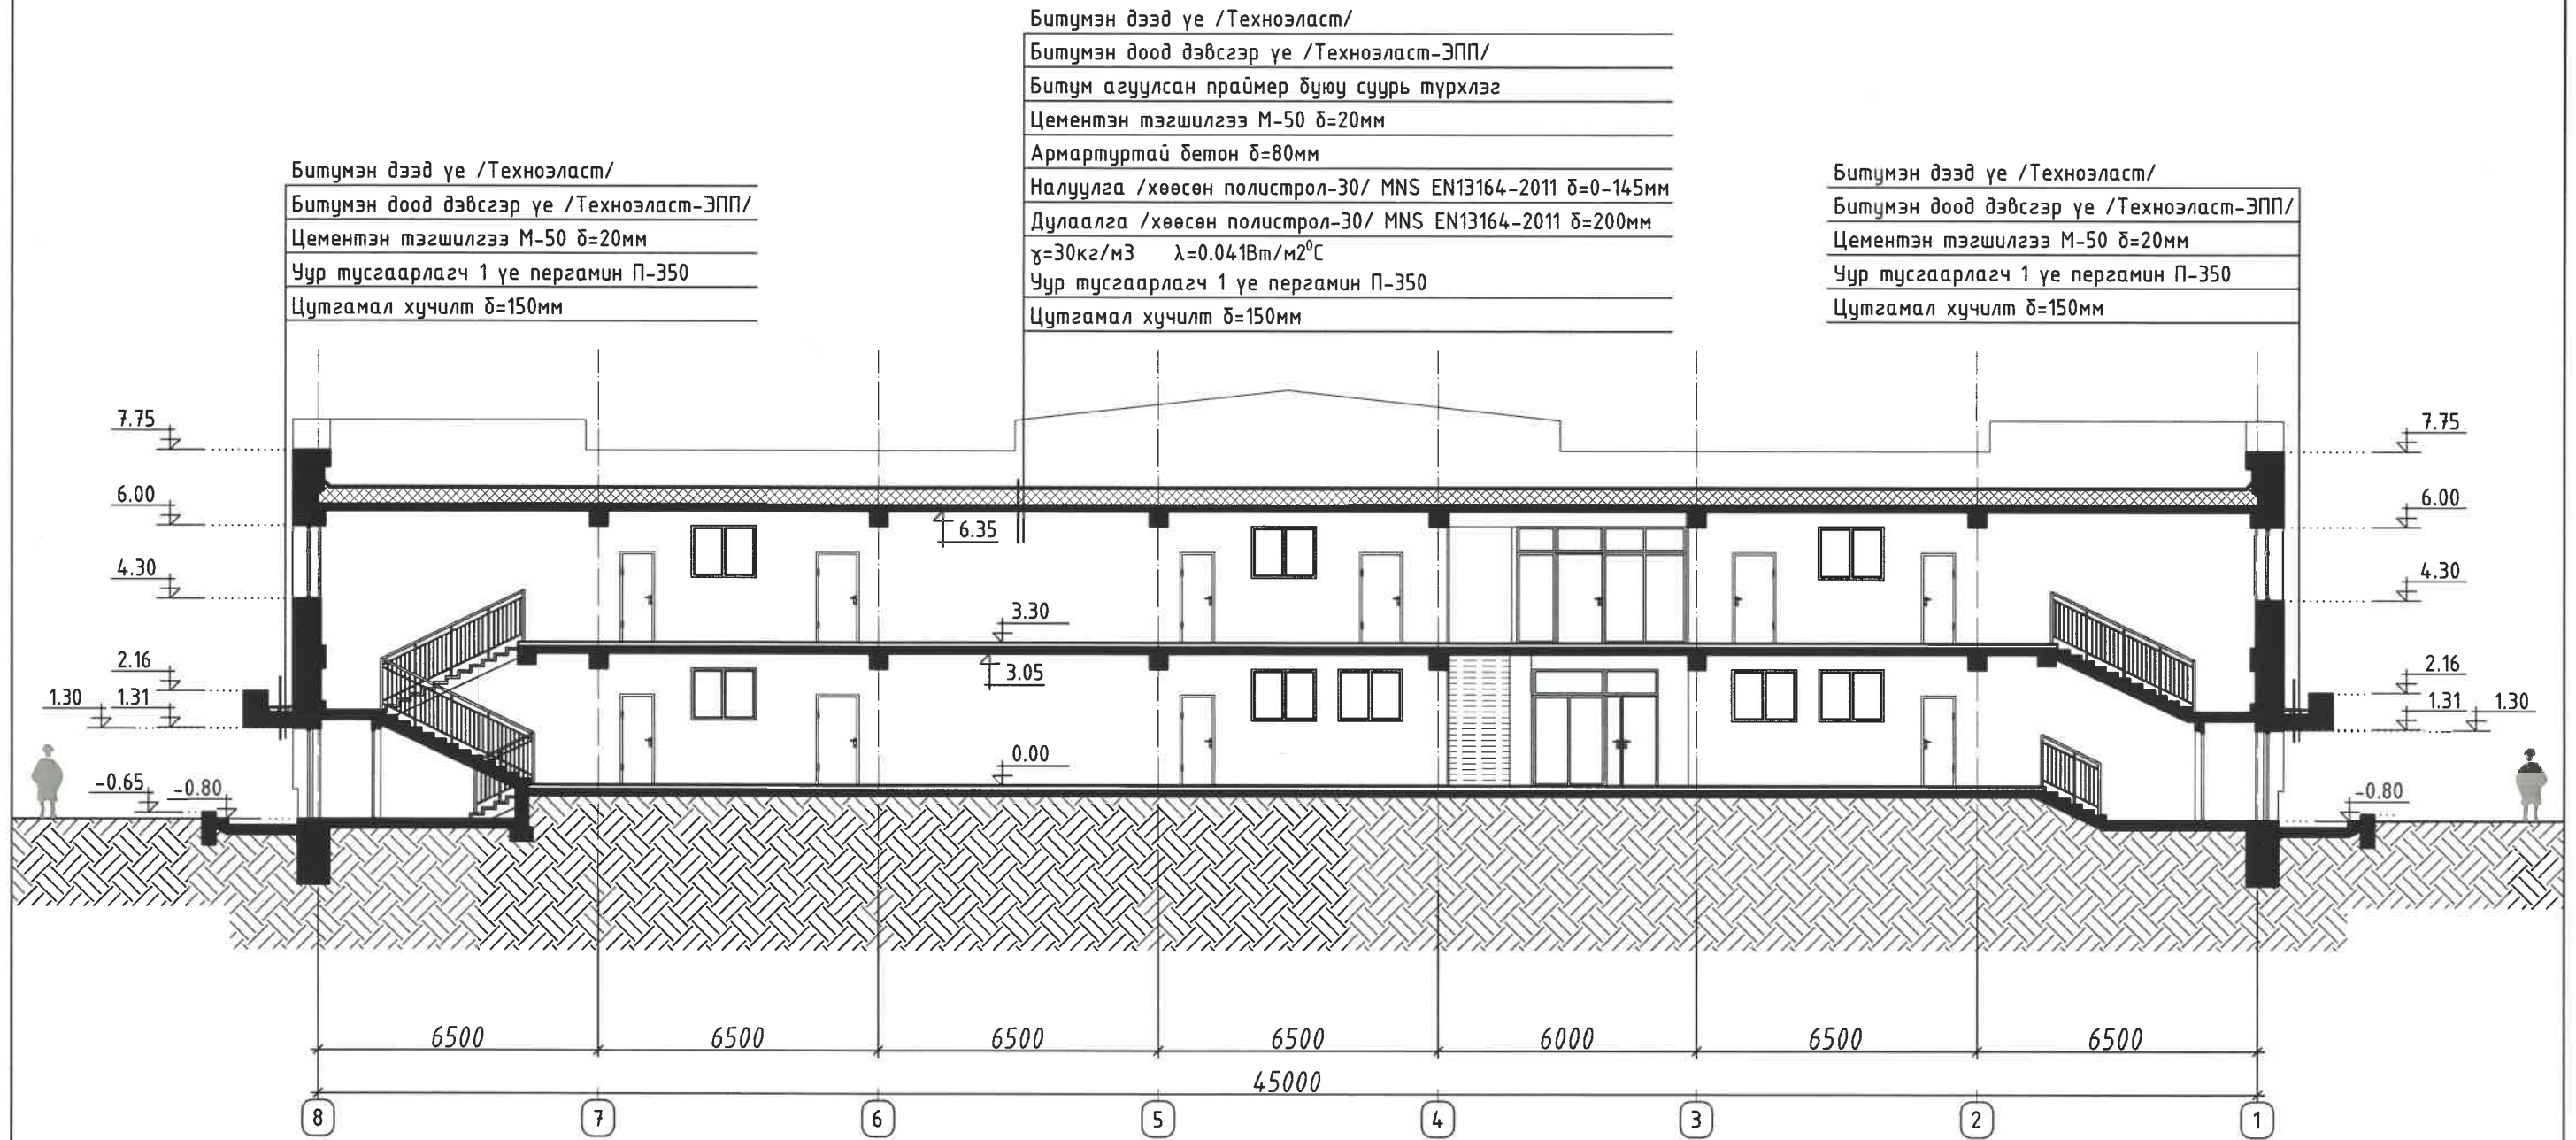 Битумэн дээд үе /Техноэласт/
Битумэн доод дэвсгэр үе /Техноэласт-ЭПП/
Битум агуулсан праймер буюу суурь түрхлэг
Цементэн тэгшилгээ М-50 δ=20мм
Армартуртай бетон δ=80мм
Налуулга /хөөсөн полистрол-30/ MNS EN13164-2011 δ=0-145мм
Дулаалга /хөөсөн полистрол-30/ MNS EN13164-2011 δ=200мм
γ=30кг/м3 λ=0.041Вт/м2⁰С
Уур тусгаарлагч 1 үе пергамин П-350
Цутгамал хучилт δ=150мм
Битумэн дээд үе /Техноэласт/
Битумэн доод дэвсгэр үе /Техноэласт-ЭПП/
Цементэн тэгшилгээ М-50 δ=20мм
Уур тусгаарлагч 1 үе пергамин П-350
Цутгамал хучилт δ=150мм
Битумэн дээд үе /Техноэласт/
Битумэн доод дэвсгэр үе /Техноэласт-ЭПП/
Цементэн тэгшилгээ М-50 δ=20мм
Уур тусгаарлагч 1 үе пергамин П-350
Цутгамал хучилт δ=150мм
7.75 7.75
6.00 6.00
6.35
4.30 4.30
3.30
2.16 3.05 2.16
1.30 1.31 1.31 1.30
0.00
-0.65 -0.80 -0.80
6500 6500 6500 6500 6000 6500 6500
45000
8 7 6 5 4 3 2 1